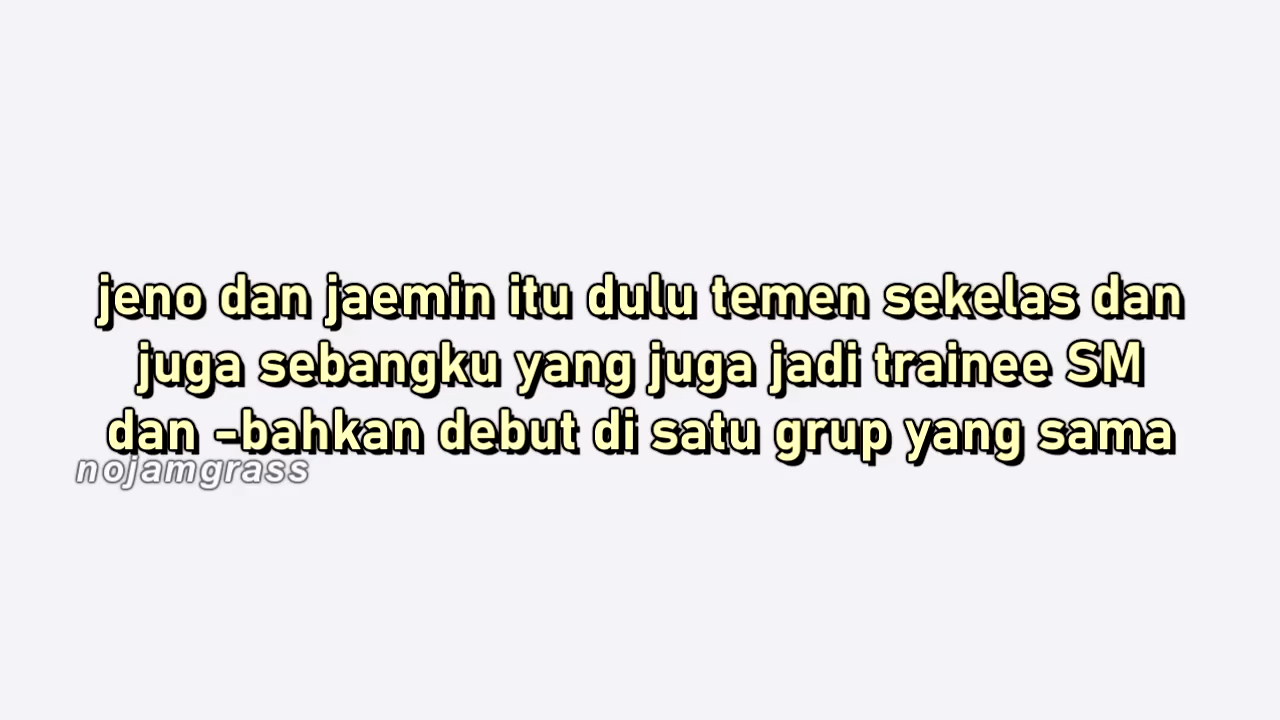 jeno dan jaemin itu dulu temen sekelas dan
juga sebangku yang juga jadi trainee SM
dan -bahkan debut di satu grup yang sama
nojamgrass